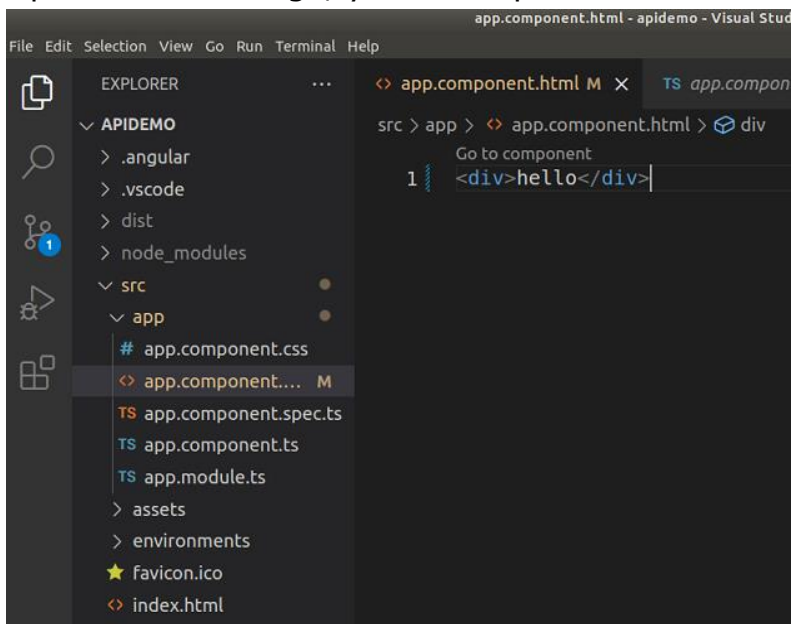 app.component.html - apidemo - Visual Stud
File Edit Selection View Go Run Terminal Help
EXPLORER ...
APIDEMO
> .angular
> .vscode
> dist
> node_modules
src
app
# app.component.css
<> app.component.... M
TS app.component.spec.ts
TS app.component.ts
TS app.module.ts
> assets
> environments
favicon.ico
<> index.html
1
<> app.component.html M X TS app.compon
src > app > <> app.component.html > div
Go to component
1 <div>hello</div>